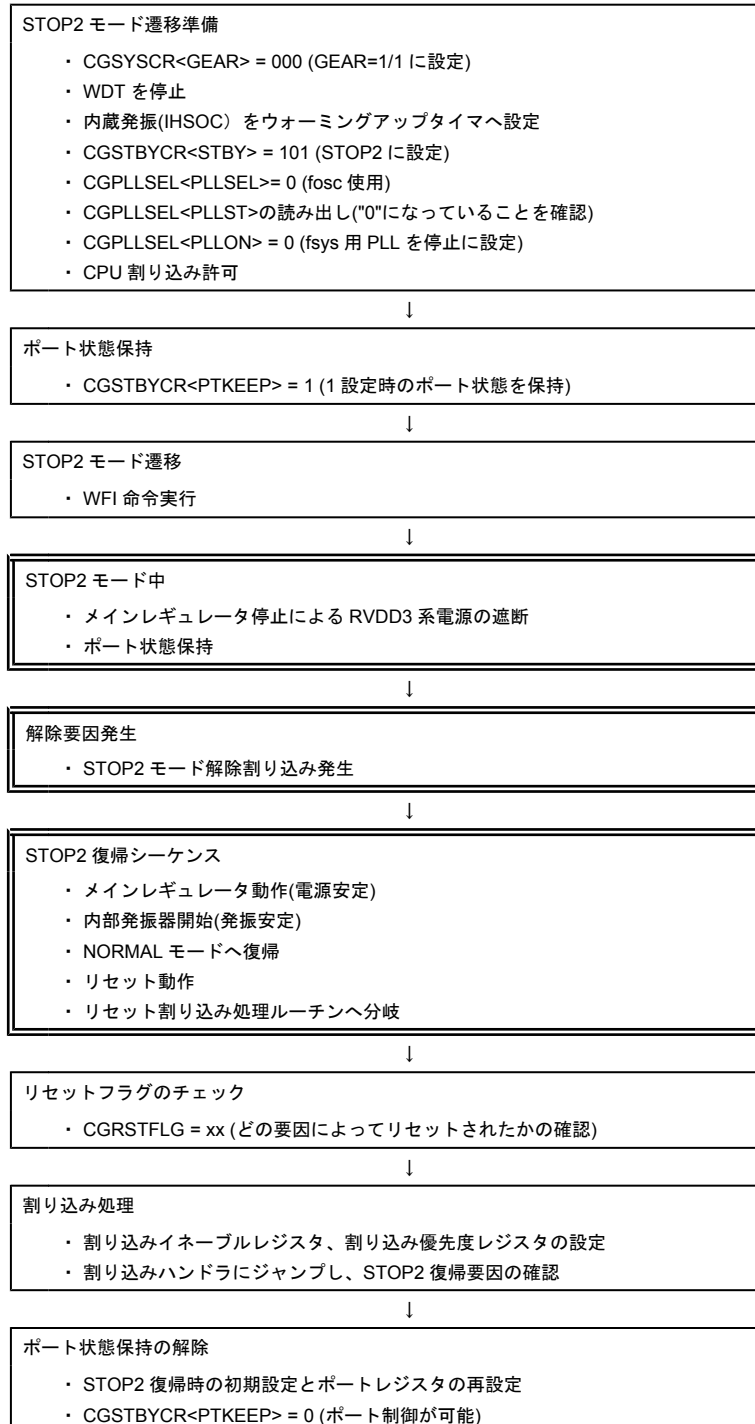 STOP2 モード遷移準備
・ CGSYSCR<GEAR> = 000 (GEAR=1/1 に設定)
・ WDT を停止
・ 内蔵発振(IHSOC）をウォーミングアップタイマへ設定
・ CGSTBYCR<STBY> = 101 (STOP2 に設定)
・ CGPLLSEL<PLLSEL>= 0 (fosc 使用)
・ CGPLLSEL<PLLST>の読み出し("0"になっていることを確認)
・ CGPLLSEL<PLLON> = 0 (fsys 用 PLL を停止に設定)
・ CPU 割り込み許可
↓
ポート状態保持
・ CGSTBYCR<PTKEEP> = 1 (1 設定時のポート状態を保持)
↓
STOP2 モード遷移
・ WFI 命令実行
↓
STOP2 モード中
・ メインレギュレータ停止による RVDD3 系電源の遮断
・ ポート状態保持
↓
解除要因発生
・ STOP2 モード解除割り込み発生
↓
STOP2 復帰シーケンス
・ メインレギュレータ動作(電源安定)
・ 内部発振器開始(発振安定)
・ NORMAL モードへ復帰
・ リセット動作
・ リセット割り込み処理ルーチンへ分岐
↓
リセットフラグのチェック
・ CGRSTFLG = xx (どの要因によってリセットされたかの確認)
↓
割り込み処理
・ 割り込みイネーブルレジスタ、割り込み優先度レジスタの設定
・ 割り込みハンドラにジャンプし、STOP2 復帰要因の確認
↓
ポート状態保持の解除
・ STOP2 復帰時の初期設定とポートレジスタの再設定
・ CGSTBYCR<PTKEEP> = 0 (ポート制御が可能)